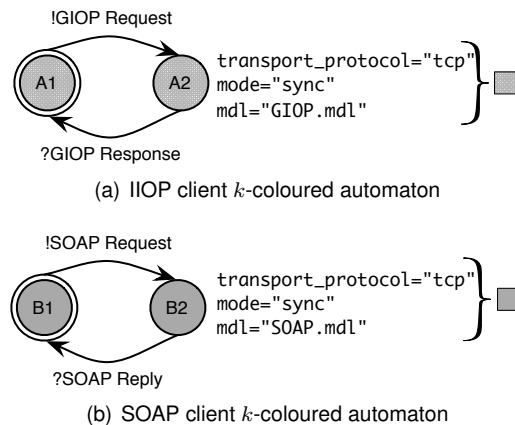 !GIOP Request
A1
A2
transport_protocol="tcp"
mode="sync"
mdl="GIOP.mdl"
?GIOP Response
(a) IIOP client k-coloured automaton
!SOAP Request
B1
B2
transport_protocol="tcp"
mode="sync"
mdl="SOAP.mdl"
?SOAP Reply
(b) SOAP client k-coloured automaton